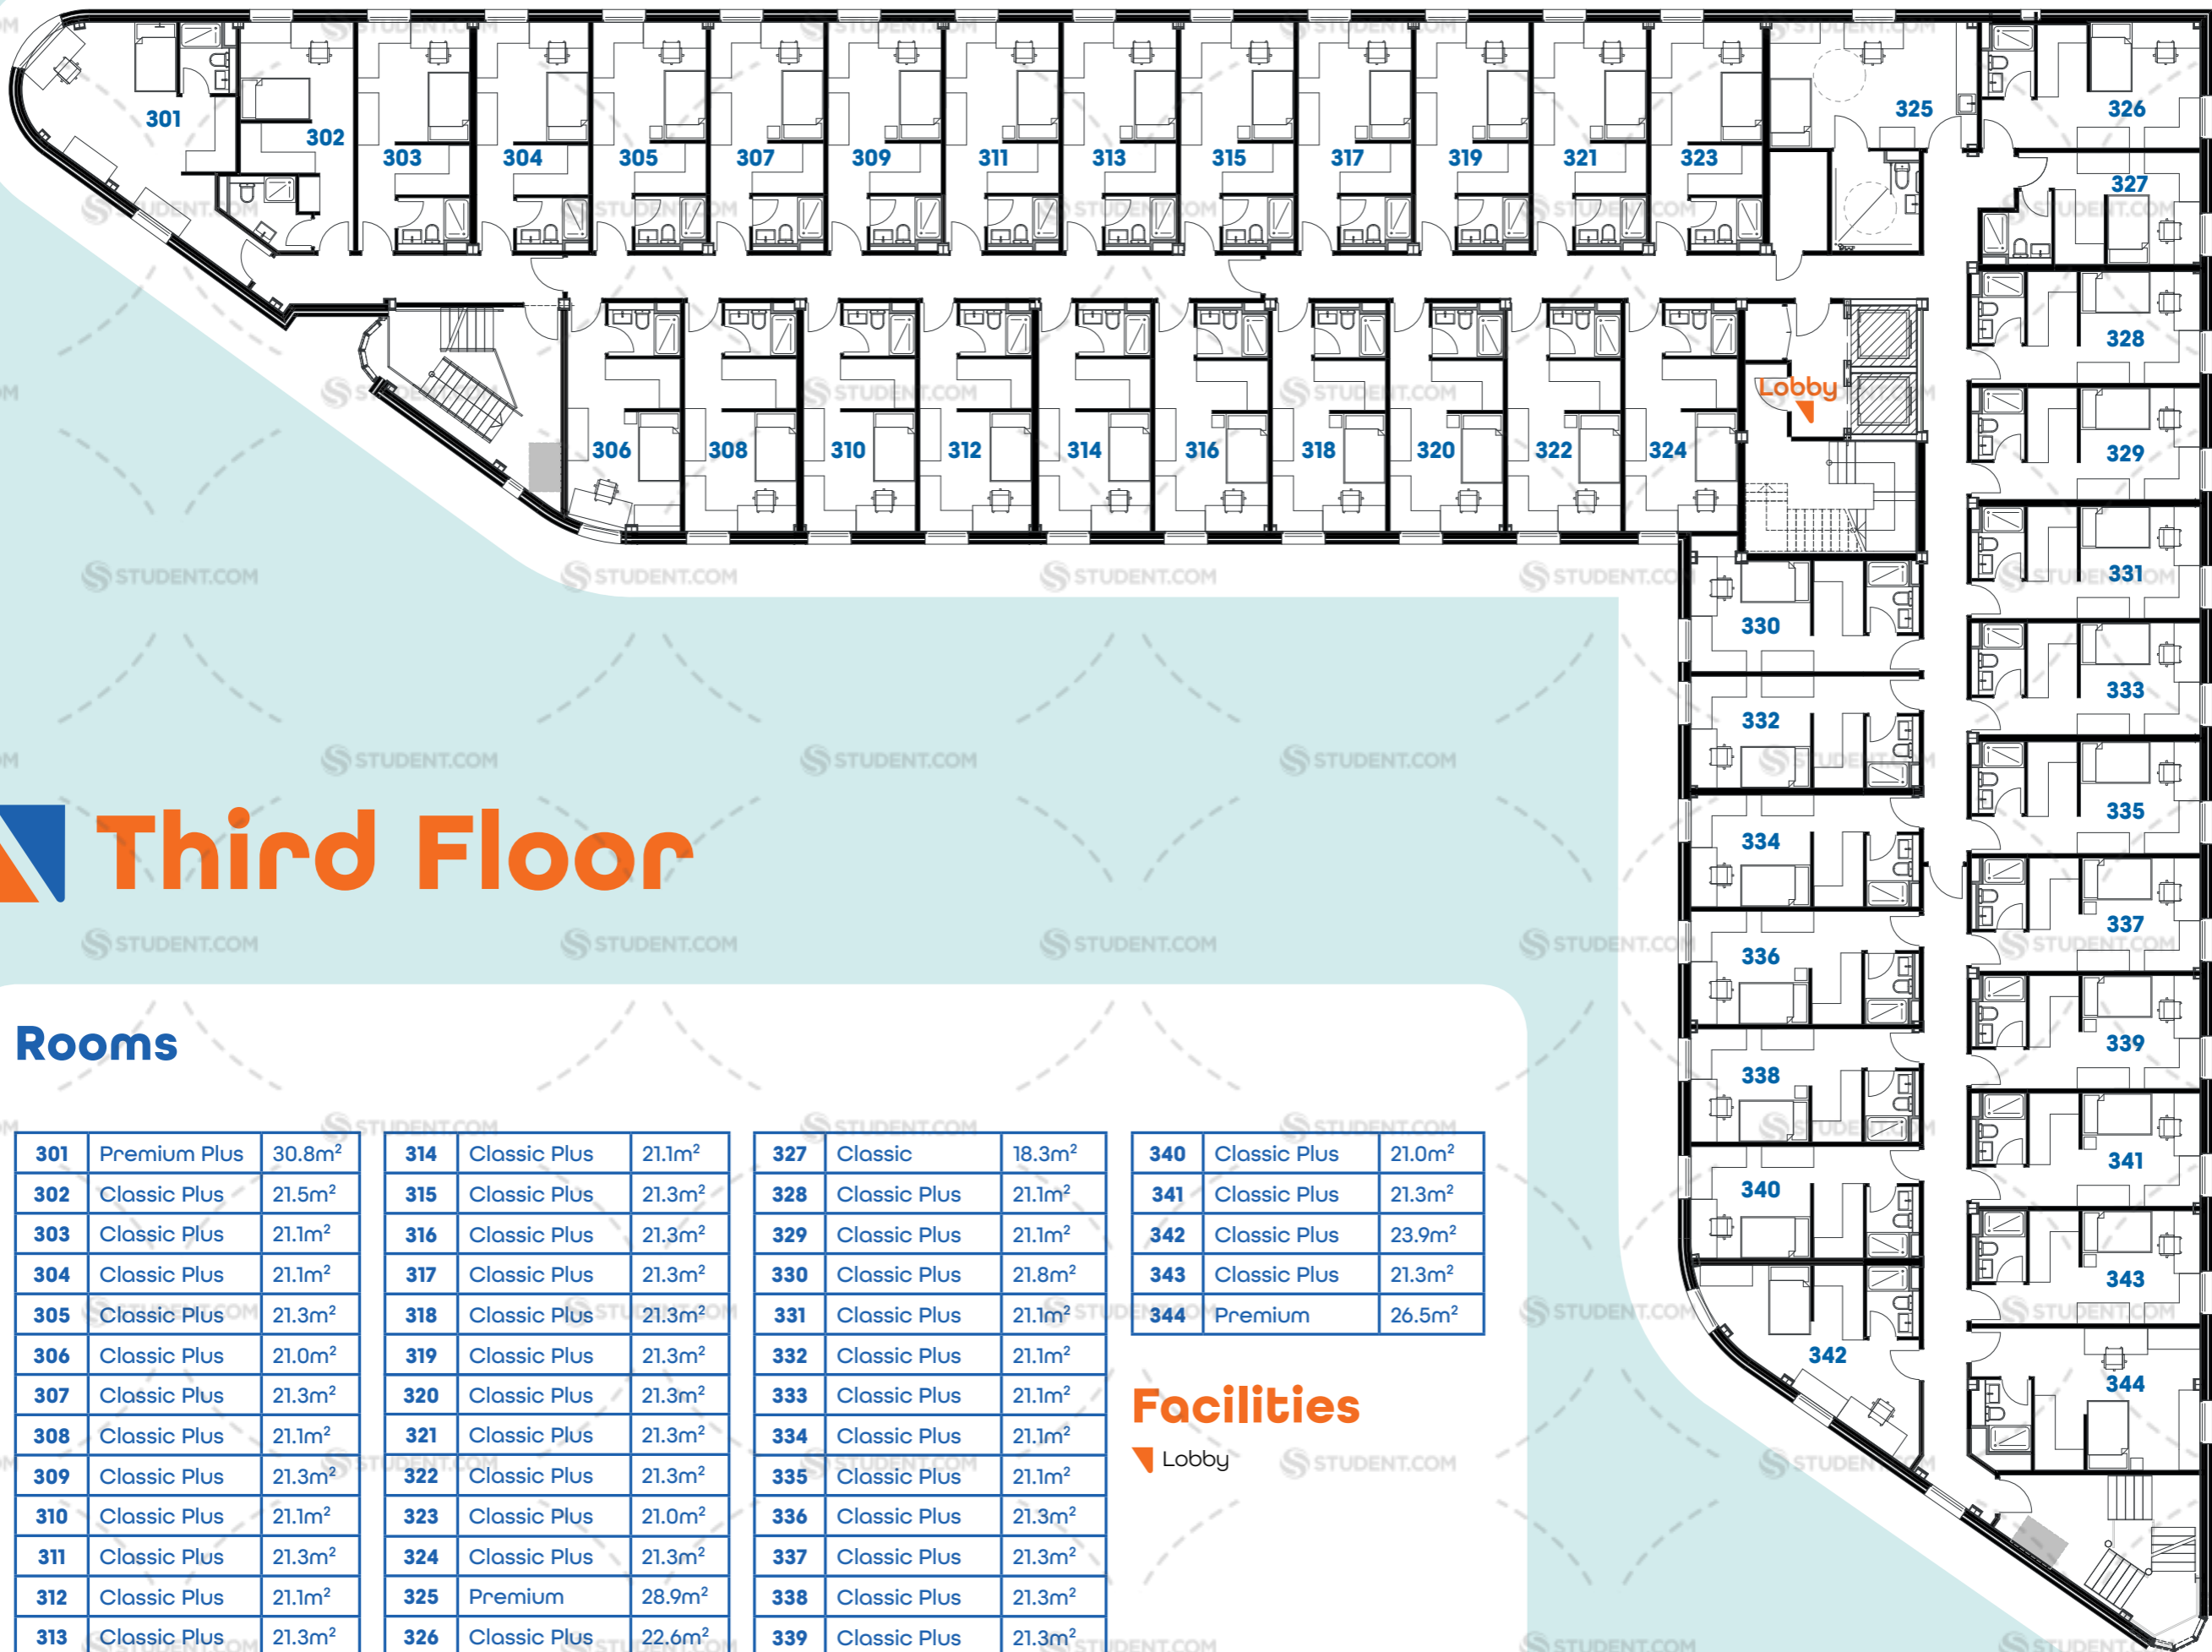 301
302
303
304
305
307
309
311
313
315
317
319
321
323
325
326
327
328
329
331
333
335
337
339
341
343
344
306
308
310
312
314
316
318
320
322
324
Lobby
330
332
334
336
338
340
342
Third Floor
Rooms
301 Premium Plus 30.8m²
302 Classic Plus 21.5m²
303 Classic Plus 21.1m²
304 Classic Plus 21.1m²
305 Classic Plus 21.3m²
306 Classic Plus 21.0m²
307 Classic Plus 21.3m²
308 Classic Plus 21.1m²
309 Classic Plus 21.3m²
310 Classic Plus 21.1m²
311 Classic Plus 21.3m²
312 Classic Plus 21.1m²
313 Classic Plus 21.3m²
314 Classic Plus 21.1m²
315 Classic Plus 21.3m²
316 Classic Plus 21.3m²
317 Classic Plus 21.3m²
318 Classic Plus 21.3m²
319 Classic Plus 21.3m²
320 Classic Plus 21.3m²
321 Classic Plus 21.3m²
322 Classic Plus 21.3m²
323 Classic Plus 21.0m²
324 Classic Plus 21.3m²
325 Premium 28.9m²
326 Classic Plus 22.6m²
327 Classic 18.3m²
328 Classic Plus 21.1m²
329 Classic Plus 21.1m²
330 Classic Plus 21.8m²
331 Classic Plus 21.1m²
332 Classic Plus 21.1m²
333 Classic Plus 21.1m²
334 Classic Plus 21.1m²
335 Classic Plus 21.1m²
336 Classic Plus 21.3m²
337 Classic Plus 21.3m²
338 Classic Plus 21.3m²
339 Classic Plus 21.3m²
340 Classic Plus 21.0m²
341 Classic Plus 21.3m²
342 Classic Plus 23.9m²
343 Classic Plus 21.3m²
344 Premium 26.5m²
Facilities
Lobby
STUDENT.COM